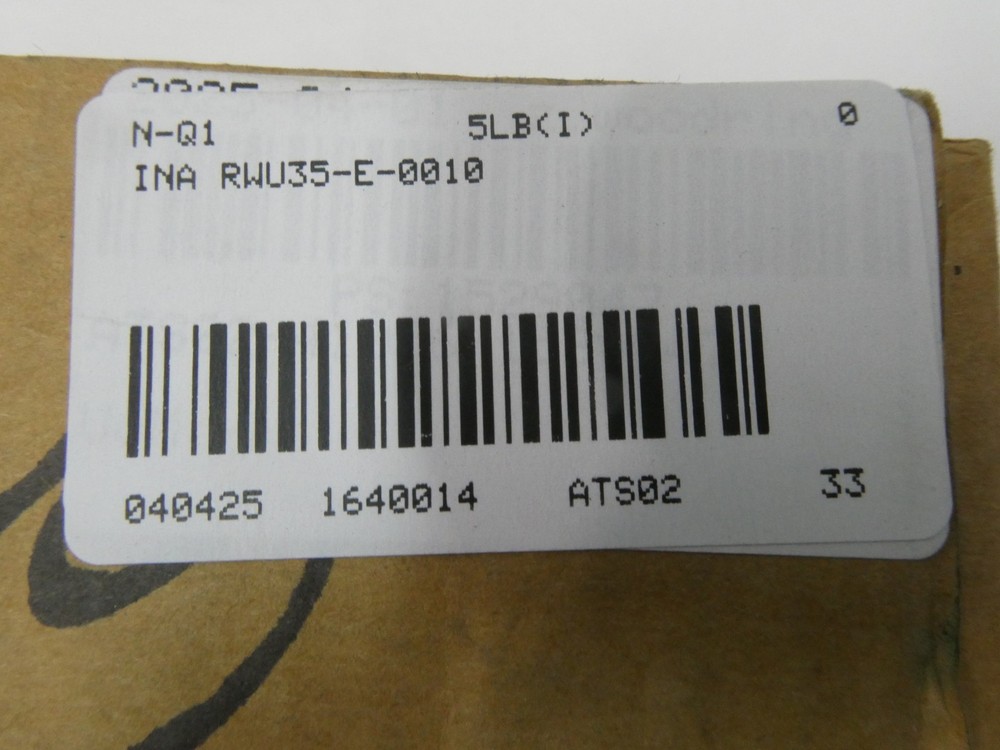 N-Q1 5LB(I) 0
INA RWU35-E-0010
040425 1640014 ATS02 33